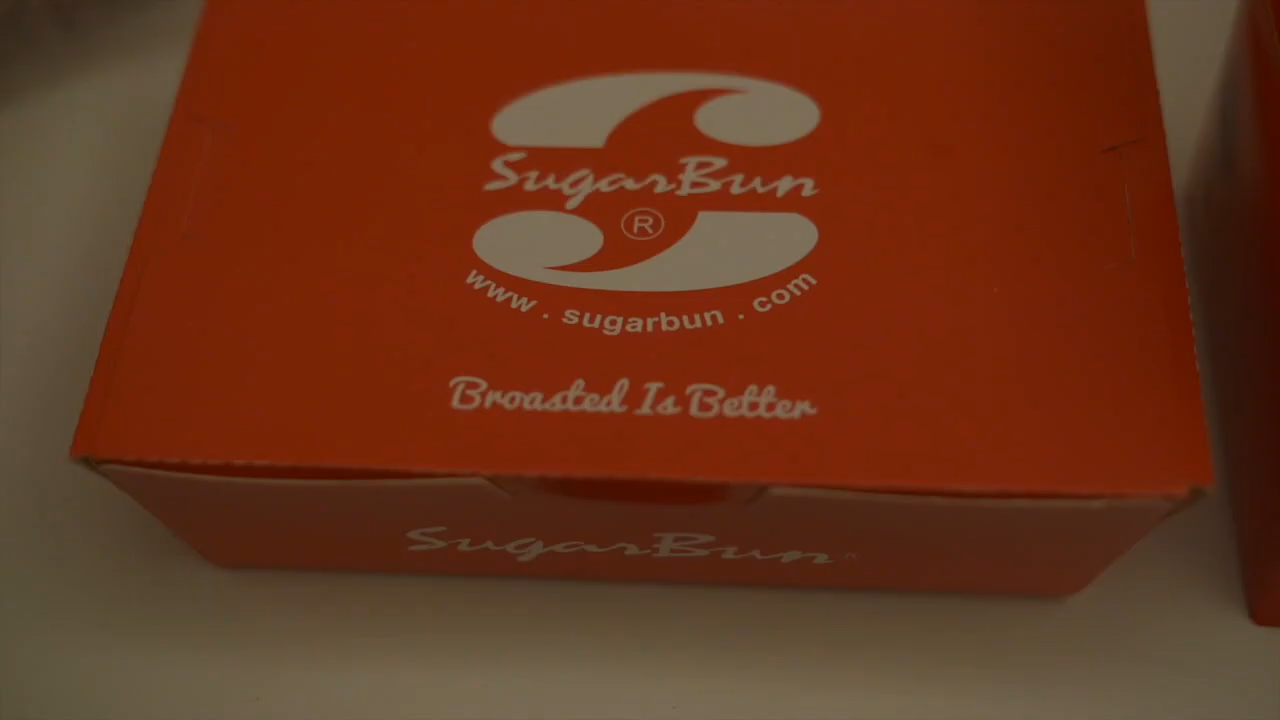 SugarBun
®
www . sugarbun . com
Broasted Is Better
SugarBun®